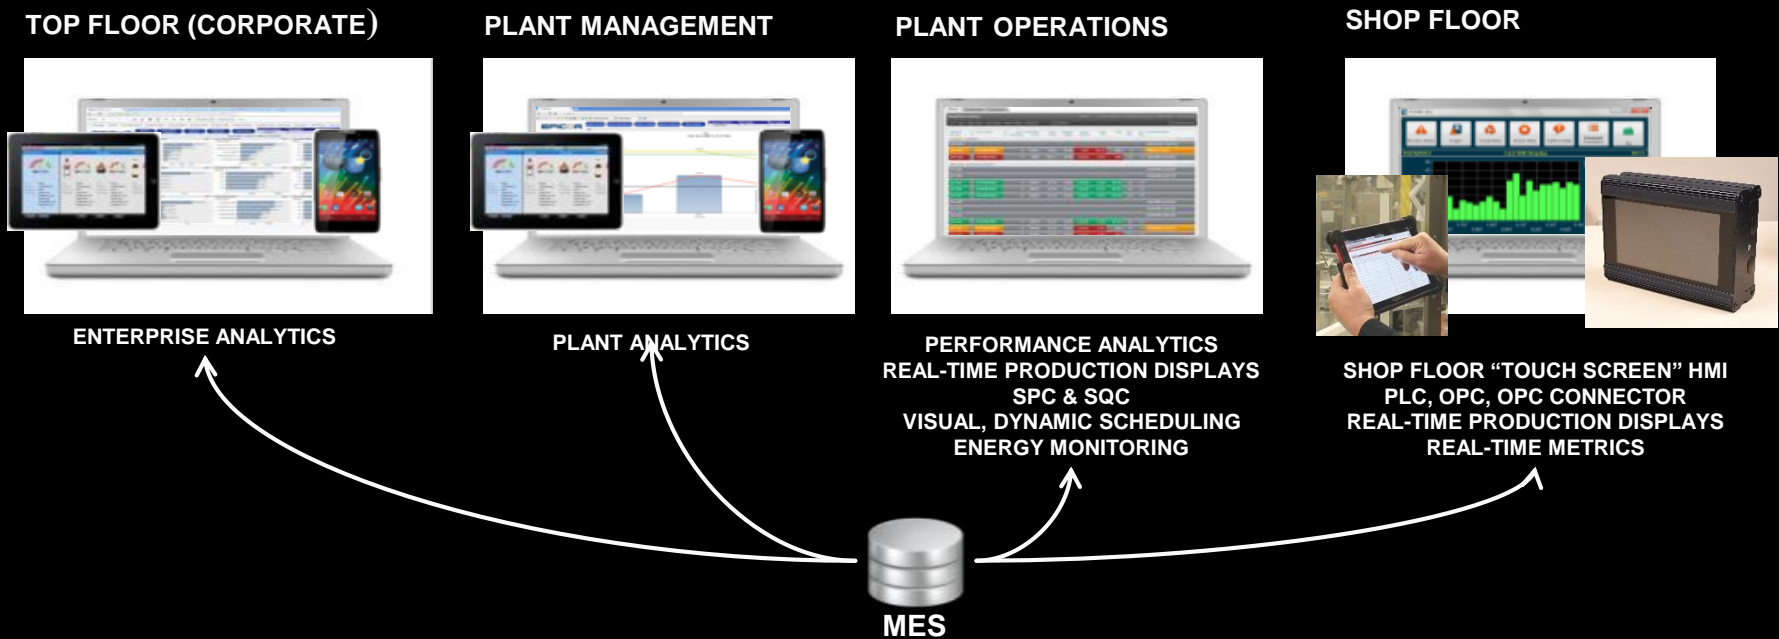 TOP FLOOR (CORPORATE)
PLANT MANAGEMENT
PLANT OPERATIONS
SHOP FLOOR
EPICOR
ENTERPRISE ANALYTICS
PLANT ANALYTICS
PERFORMANCE ANALYTICS
REAL-TIME PRODUCTION DISPLAYS
SPC & SQC
VISUAL, DYNAMIC SCHEDULING
ENERGY MONITORING
SHOP FLOOR “TOUCH SCREEN” HMI
PLC, OPC, OPC CONNECTOR
REAL-TIME PRODUCTION DISPLAYS
REAL-TIME METRICS
MES